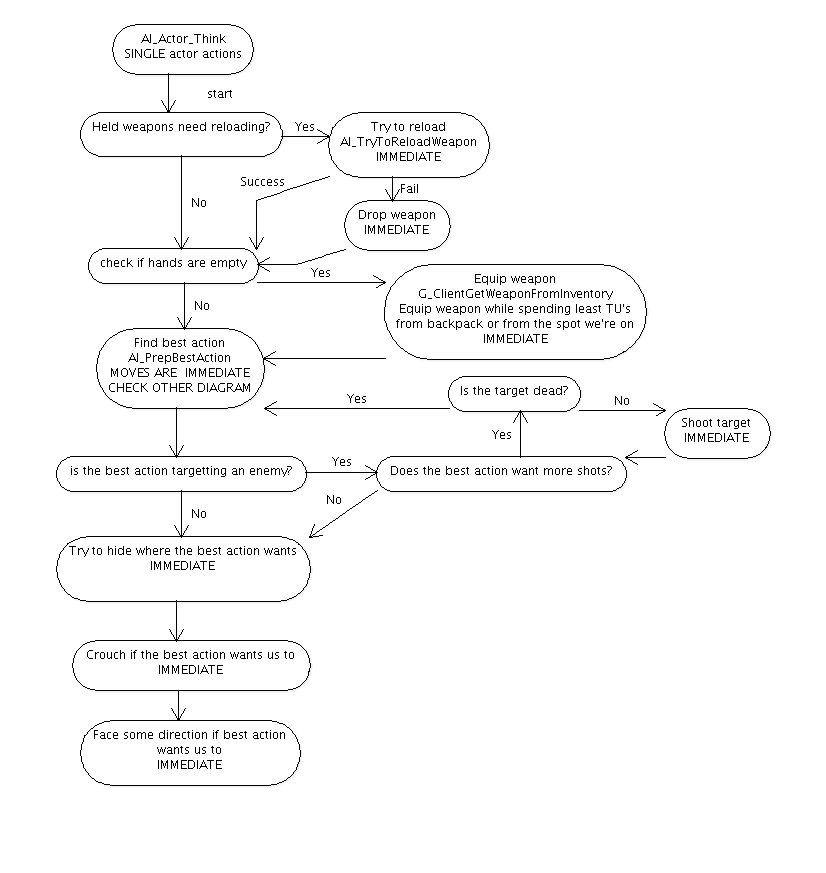 AI_Actor_Think
SINGLE actor actions
start
Held weapons need reloading?
Yes
Try to reload
AI_TryToReloadWeapon
IMMEDIATE
Success
Fail
No
Drop weapon
IMMEDIATE
check if hands are empty
Yes
Equip weapon
G_ClientGetWeaponFromInventory
Equip weapon while spending least TU's
from backpack or from the spot we're on
IMMEDIATE
No
Find best action
AI_PrepBestAction
MOVES ARE IMMEDIATE
CHECK OTHER DIAGRAM
Is the target dead?
Yes
No
Shoot target
IMMEDIATE
Yes
is the best action targetting an enemy?
Yes
Does the best action want more shots?
No
No
Try to hide where the best action wants
IMMEDIATE
Crouch if the best action wants us to
IMMEDIATE
Face some direction if best action
wants us to
IMMEDIATE